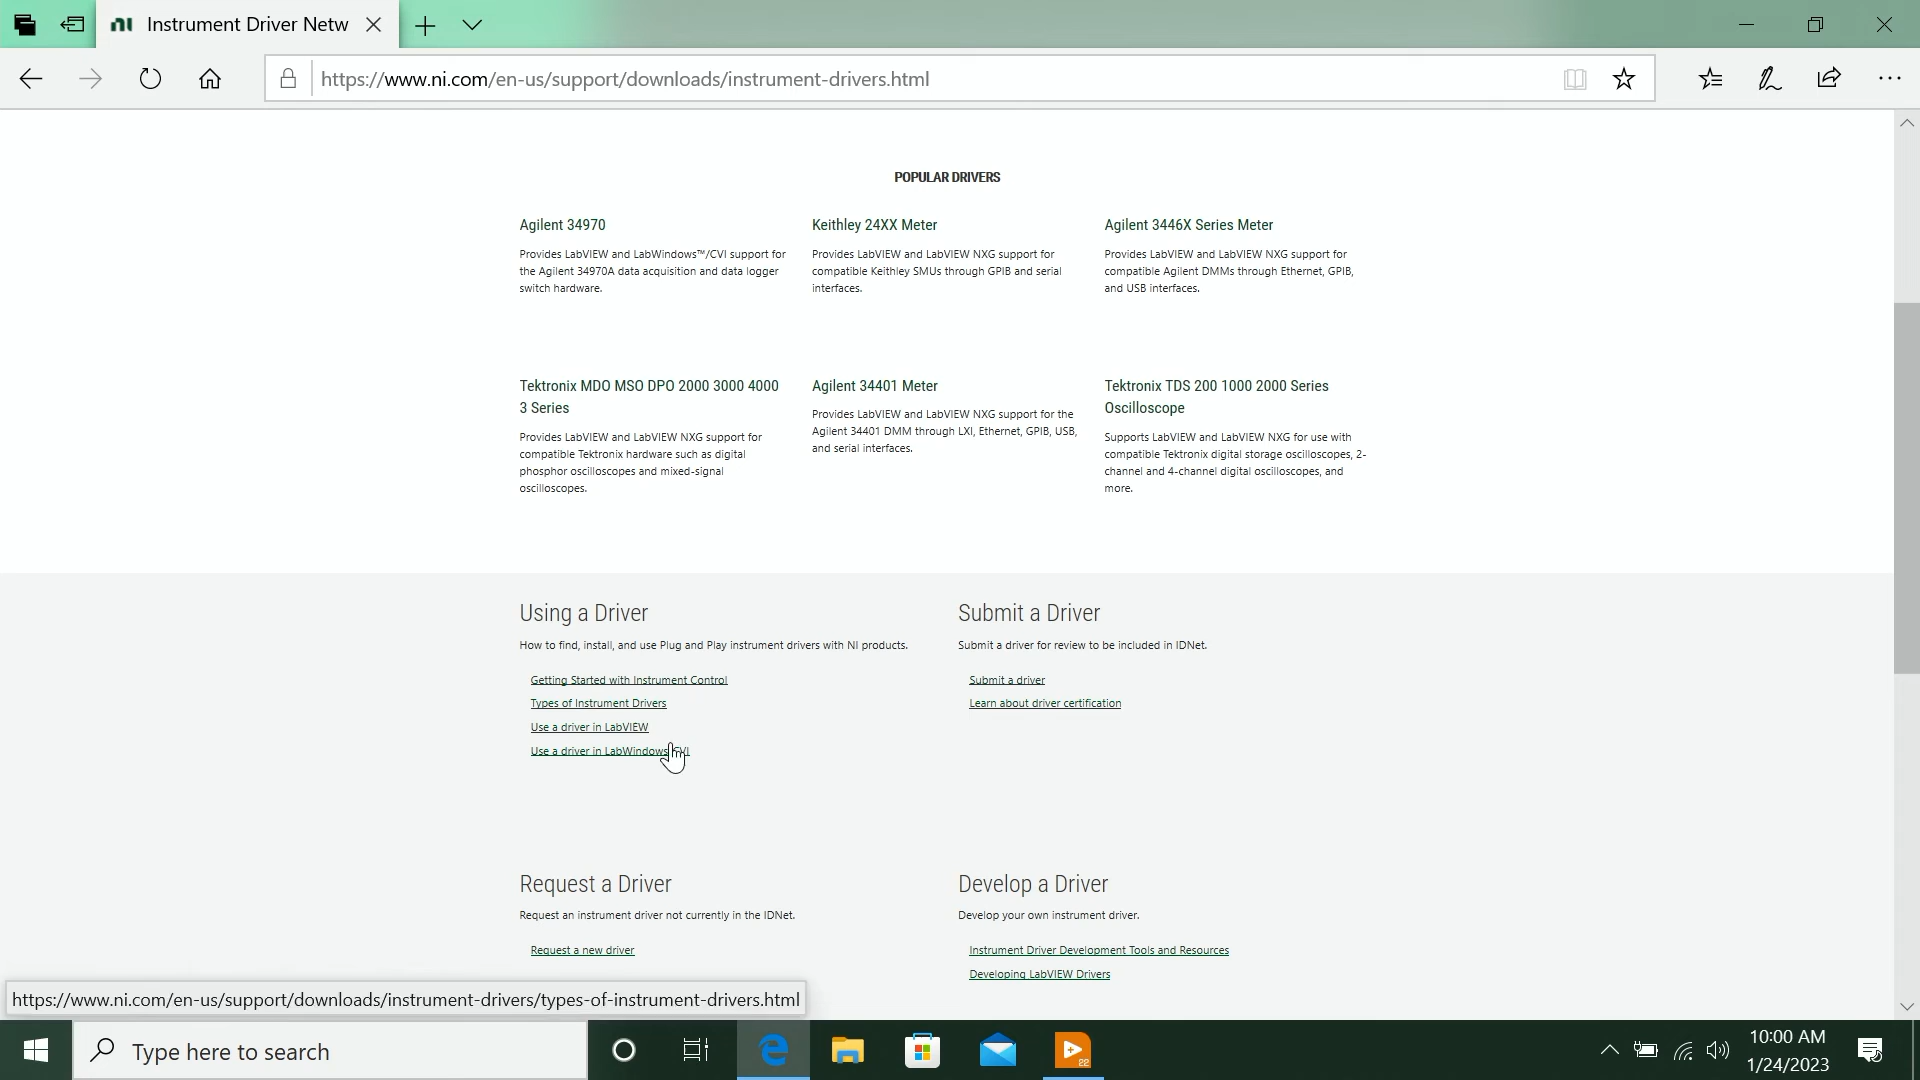 Instrument Driver Netw
https://www.ni.com/en-us/support/downloads/instrument-drivers.html
POPULAR DRIVERS
Agilent 34970
Provides LabVIEW and LabWindows™/CVI support for
the Agilent 34970A data acquisition and data logger
switch hardware.
Keithley 24XX Meter
Provides LabVIEW and LabVIEW NXG support for
compatible Keithley SMUs through GPIB and serial
interfaces.
Agilent 3446X Series Meter
Provides LabVIEW and LabVIEW NXG support for
compatible Agilent DMMs through Ethernet, GPIB,
and USB interfaces.
Tektronix MDO MSO DPO 2000 3000 4000
3 Series
Provides LabVIEW and LabVIEW NXG support for
compatible Tektronix hardware such as digital
phosphor oscilloscopes and mixed-signal
oscilloscopes.
Agilent 34401 Meter
Provides LabVIEW and LabVIEW NXG support for the
Agilent 34401 DMM through LXI, Ethernet, GPIB, USB,
and serial interfaces.
Tektronix TDS 200 1000 2000 Series
Oscilloscope
Supports LabVIEW and LabVIEW NXG for use with
compatible Tektronix digital storage oscilloscopes, 2-
channel and 4-channel digital oscilloscopes, and
more.
Using a Driver
How to find, install, and use Plug and Play instrument drivers with NI products.
Getting Started with Instrument Control
Types of Instrument Drivers
Use a driver in LabVIEW
Use a driver in LabWindows/CVI
Submit a Driver
Submit a driver for review to be included in IDNet.
Submit a driver
Learn about driver certification
Request a Driver
Request an instrument driver not currently in the IDNet.
Request a new driver
Develop a Driver
Develop your own instrument driver.
Instrument Driver Development Tools and Resources
Developing LabVIEW Drivers
https://www.ni.com/en-us/support/downloads/instrument-drivers/types-of-instrument-drivers.html
Type here to search
22
10:00 AM
1/24/2023